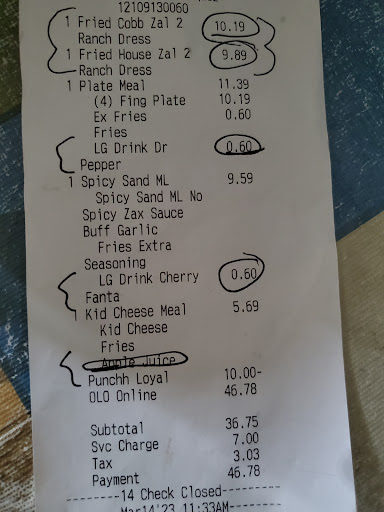 12109130060
1 Fried Cobb Zal 2 10.19
Ranch Dress
1 Fried House Zal 2 9.89
Ranch Dress
1 Plate Meal 11.39
(4) Fing Plate 10.19
Ex Fries 0.60
Fries
LG Drink Dr 0.60
Pepper
1 Spicy Sand ML 9.59
Spicy Sand ML No
Spicy Zax Sauce
Buff Garlic
Fries Extra
Seasoning
LG Drink Cherry 0.60
Fanta
1 Kid Cheese Meal 5.69
Kid Cheese
Fries
Apple Juice
Punchh Loyal 10.00-
OLO Online 46.78
Subtotal 36.75
Svc Charge 7.00
Tax 3.03
Payment 46.78
--------14 Check Closed--------
Mar14'23 11:33AM